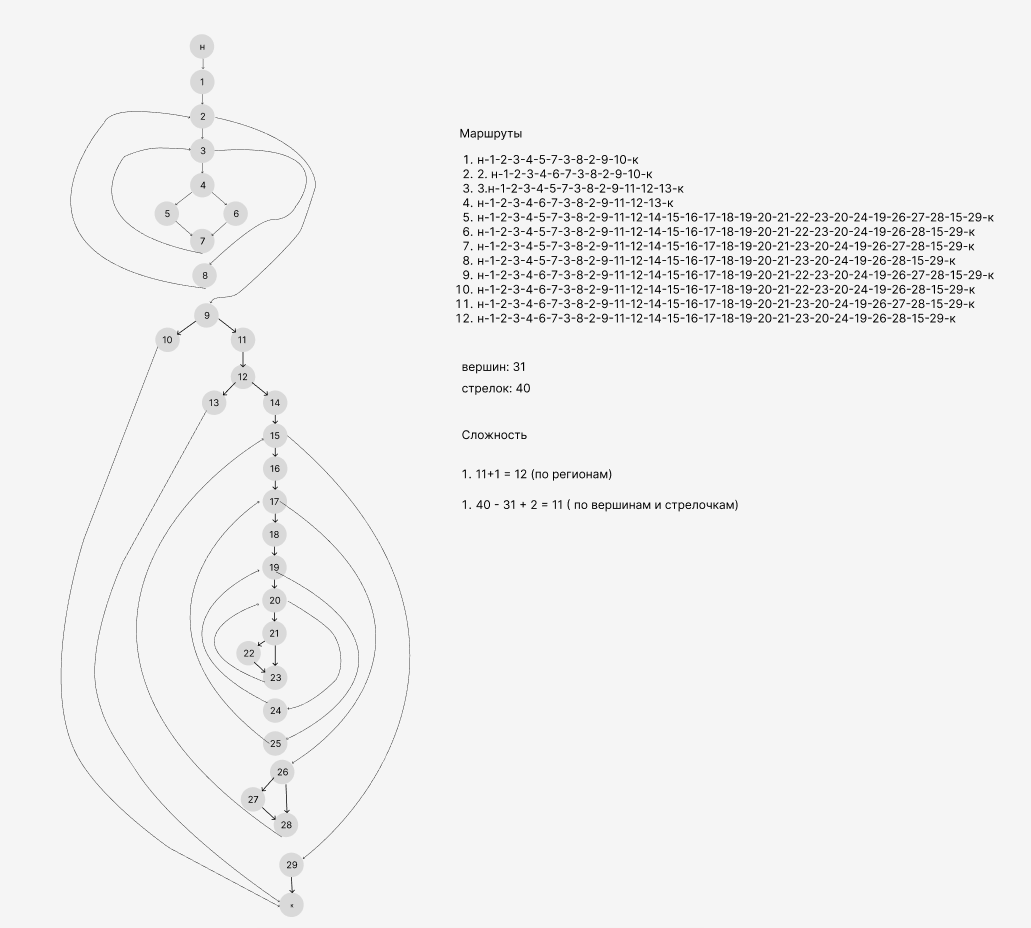 н
1
2
3
4
5 6
7
8
9
10 11
12
13 14
15
16
17
18
19
20
21
22
23
24
25
26
27
28
29
к
Маршруты
1. н-1-2-3-4-5-7-3-8-2-9-10-к
2. 2. н-1-2-3-4-6-7-3-8-2-9-10-к
3. 3.н-1-2-3-4-5-7-3-8-2-9-11-12-13-к
4. н-1-2-3-4-6-7-3-8-2-9-11-12-13-к
5. н-1-2-3-4-5-7-3-8-2-9-11-12-14-15-16-17-18-19-20-21-22-23-20-24-19-26-27-28-15-29-к
6. н-1-2-3-4-5-7-3-8-2-9-11-12-14-15-16-17-18-19-20-21-22-23-20-24-19-26-28-15-29-к
7. н-1-2-3-4-5-7-3-8-2-9-11-12-14-15-16-17-18-19-20-21-23-20-24-19-26-27-28-15-29-к
8. н-1-2-3-4-5-7-3-8-2-9-11-12-14-15-16-17-18-19-20-21-23-20-24-19-26-28-15-29-к
9. н-1-2-3-4-6-7-3-8-2-9-11-12-14-15-16-17-18-19-20-21-22-23-20-24-19-26-27-28-15-29-к
10. н-1-2-3-4-6-7-3-8-2-9-11-12-14-15-16-17-18-19-20-21-22-23-20-24-19-26-28-15-29-к
11. н-1-2-3-4-6-7-3-8-2-9-11-12-14-15-16-17-18-19-20-21-23-20-24-19-26-27-28-15-29-к
12. н-1-2-3-4-6-7-3-8-2-9-11-12-14-15-16-17-18-19-20-21-23-20-24-19-26-28-15-29-к
вершин: 31
стрелок: 40
Сложность
1. 11+1 = 12 (по регионам)
1. 40 - 31 + 2 = 11 ( по вершинам и стрелочкам)